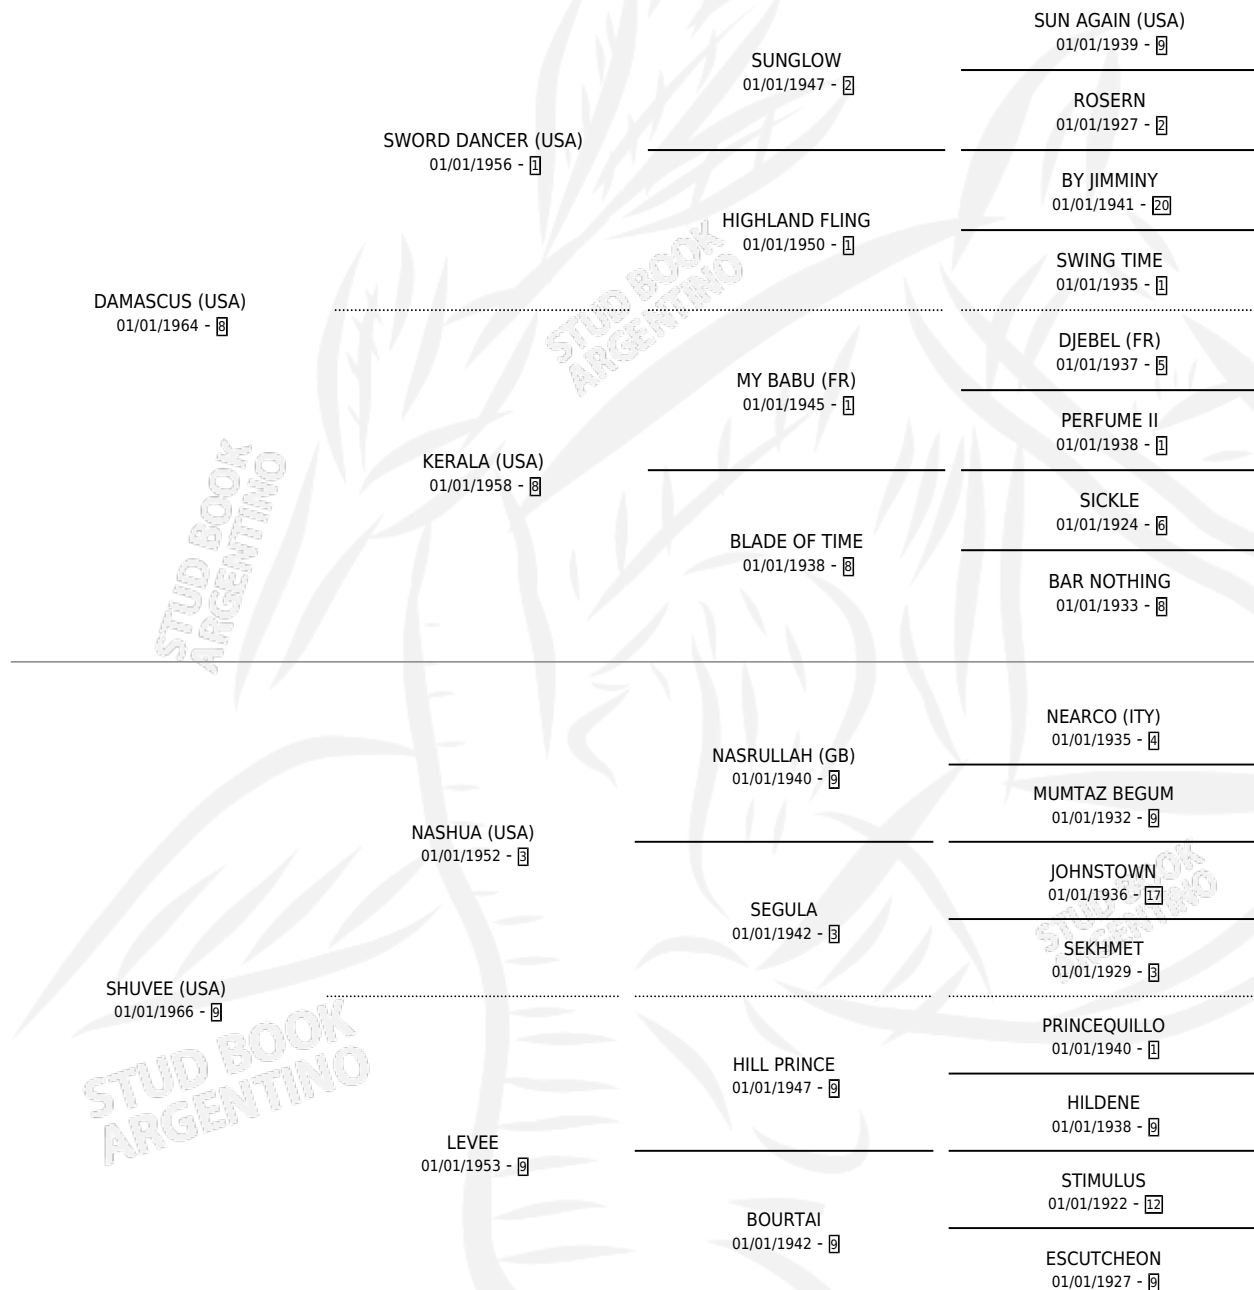 SUN AGAIN (USA)
01/01/1939 - 9
SUNGLOW
01/01/1947 - 2
ROSERN
01/01/1927 - 2
SWORD DANCER (USA)
01/01/1956 - 1
BY JIMMINY
01/01/1941 - 20
HIGHLAND FLING
01/01/1950 - 1
SWING TIME
01/01/1935 - 1
DAMASCUS (USA)
01/01/1964 - 8
DJEBEL (FR)
01/01/1937 - 5
MY BABU (FR)
01/01/1945 - 1
PERFUME II
01/01/1938 - 1
KERALA (USA)
01/01/1958 - 8
SICKLE
01/01/1924 - 6
BLADE OF TIME
01/01/1938 - 8
BAR NOTHING
01/01/1933 - 8
NEARCO (ITY)
01/01/1935 - 4
NASRULLAH (GB)
01/01/1940 - 9
MUMTAZ BEGUM
01/01/1932 - 9
NASHUA (USA)
01/01/1952 - 3
JOHNSTOWN
01/01/1936 - 17
SEGULA
01/01/1942 - 3
SEKHMET
01/01/1929 - 3
SHUVEE (USA)
01/01/1966 - 9
PRINCEQUILLO
01/01/1940 - 1
HILL PRINCE
01/01/1947 - 9
HILDENE
01/01/1938 - 9
LEVEE
01/01/1953 - 9
STIMULUS
01/01/1922 - 12
BOURTAI
01/01/1942 - 9
ESCUTCHEON
01/01/1927 - 9
STUD BOOK
ARGENTINO
STUD BOOK
ARGENTINO
STUD BOOK
ARGENTINO
STUD BOOK
ARGENTINO